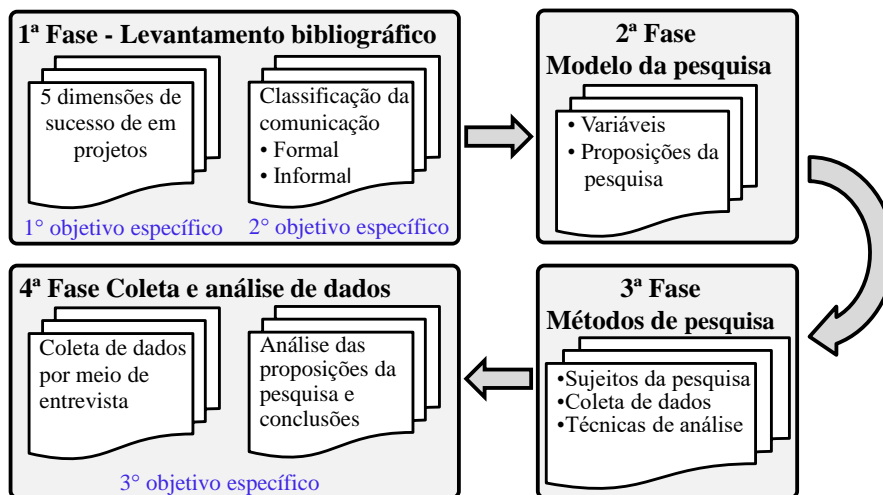 1ª Fase - Levantamento bibliográfico
5 dimensões de
sucesso de em
projetos
Classificação da
comunicação
• Formal
• Informal
1° objetivo específico
2° objetivo específico
2ª Fase
Modelo da pesquisa
• Variáveis
• Proposições da
pesquisa
3ª Fase
Métodos de pesquisa
•Sujeitos da pesquisa
•Coleta de dados
•Técnicas de análise
4ª Fase Coleta e análise de dados
Coleta de dados
por meio de
entrevista
Análise das
proposições da
pesquisa e
conclusões
3° objetivo específico